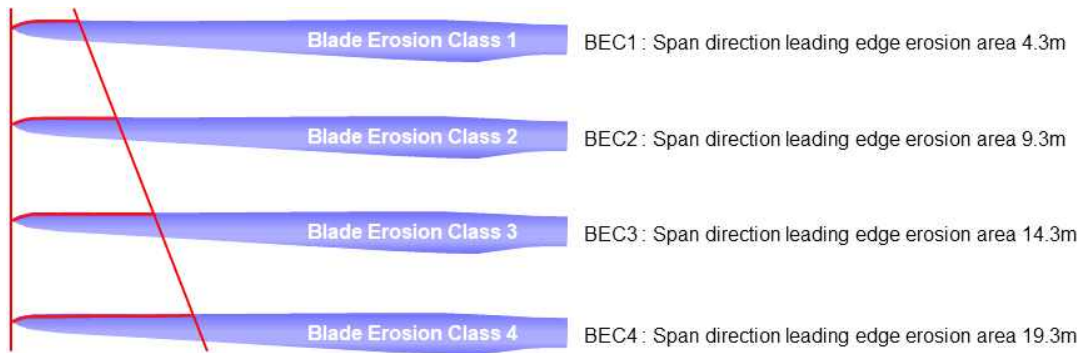 Blade Erosion Class 1
BEC1 : Span direction leading edge erosion area 4.3m
Blade Erosion Class 2
BEC2 : Span direction leading edge erosion area 9.3m
Blade Erosion Class 3
BEC3 : Span direction leading edge erosion area 14.3m
Blade Erosion Class 4
BEC4 : Span direction leading edge erosion area 19.3m